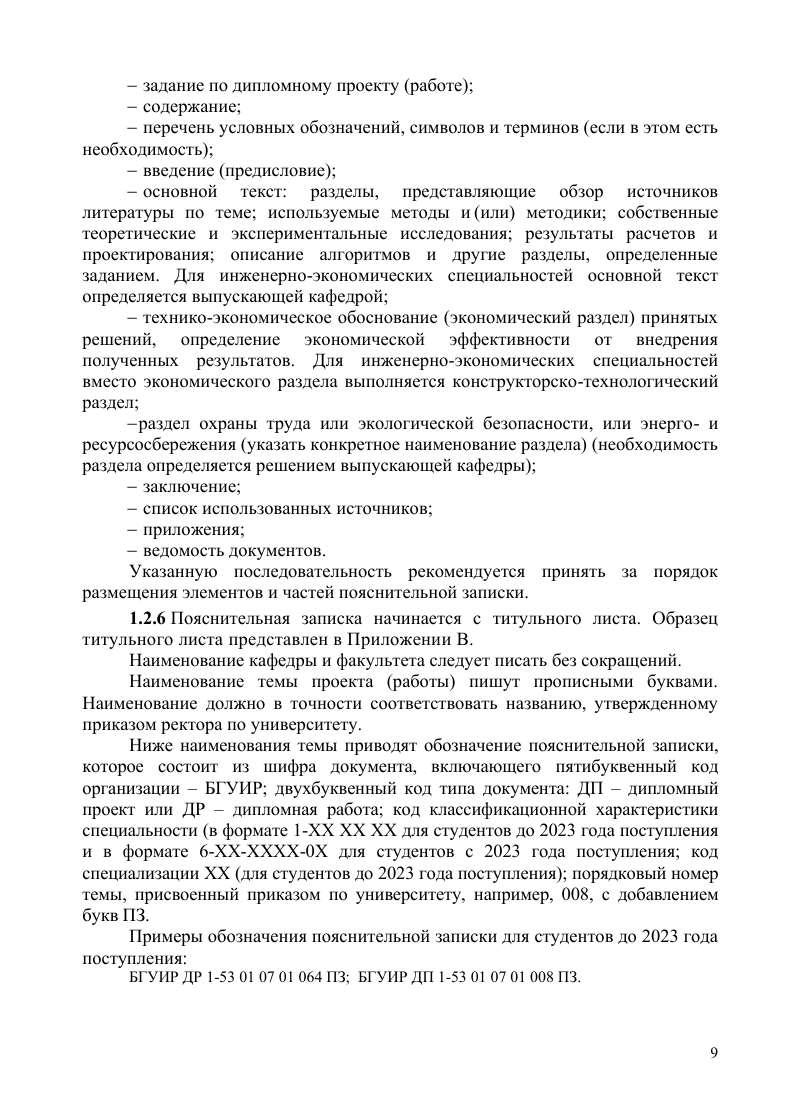 – задание по дипломному проекту (работе);
– содержание;
– перечень условных обозначений, символов и терминов (если в этом есть
необходимость);
– введение (предисловие);
– основной текст: разделы, представляющие обзор источников
литературы по теме; используемые методы и (или) методики; собственные
теоретические и экспериментальные исследования; результаты расчетов и
проектирования; описание алгоритмов и другие разделы, определенные
заданием. Для инженерно-экономических специальностей основной текст
определяется выпускающей кафедрой;
– технико-экономическое обоснование (экономический раздел) принятых
решений, определение экономической эффективности от внедрения
полученных результатов. Для инженерно-экономических специальностей
вместо экономического раздела выполняется конструкторско-технологический
раздел;
–раздел охраны труда или экологической безопасности, или энерго- и
ресурсосбережения (указать конкретное наименование раздела) (необходимость
раздела определяется решением выпускающей кафедры);
– заключение;
– список использованных источников;
– приложения;
– ведомость документов.
Указанную последовательность рекомендуется принять за порядок
размещения элементов и частей пояснительной записки.
1.2.6 Пояснительная записка начинается с титульного листа. Образец
титульного листа представлен в Приложении В.
Наименование кафедры и факультета следует писать без сокращений.
Наименование темы проекта (работы) пишут прописными буквами.
Наименование должно в точности соответствовать названию, утвержденному
приказом ректора по университету.
Ниже наименования темы приводят обозначение пояснительной записки,
которое состоит из шифра документа, включающего пятибуквенный код
организации – БГУИР; двухбуквенный код типа документа: ДП – дипломный
проект или ДР – дипломная работа; код классификационной характеристики
специальности (в формате 1-ХХ ХХ ХХ для студентов до 2023 года поступления
и в формате 6-ХХ-ХХХХ-0Х для студентов с 2023 года поступления; код
специализации ХХ (для студентов до 2023 года поступления); порядковый номер
темы, присвоенный приказом по университету, например, 008, с добавлением
букв ПЗ.
Примеры обозначения пояснительной записки для студентов до 2023 года
поступления:
БГУИР ДР 1-53 01 07 01 064 ПЗ; БГУИР ДП 1-53 01 07 01 008 ПЗ.
9